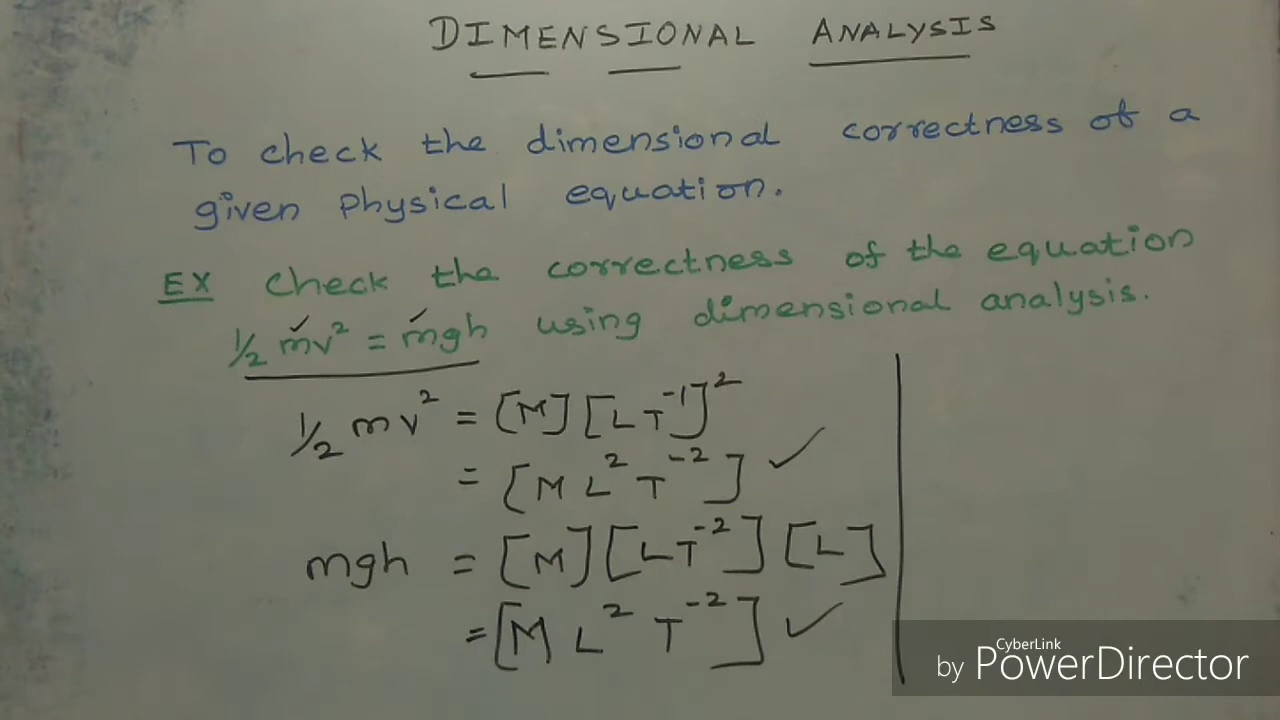 DIMENSIONAL ANALYSIS
To check the dimensional correctness of a
given Physical equation.
EX Check the correctness of the equation
1/2 mv² = mgh using dimensional analysis.
1/2 mv² = [M] [LT⁻¹]²
= [M L² T⁻²] ✓
mgh = [M] [LT⁻²] [L]
= [M L² T⁻²] ✓
CyberLink
by PowerDirector